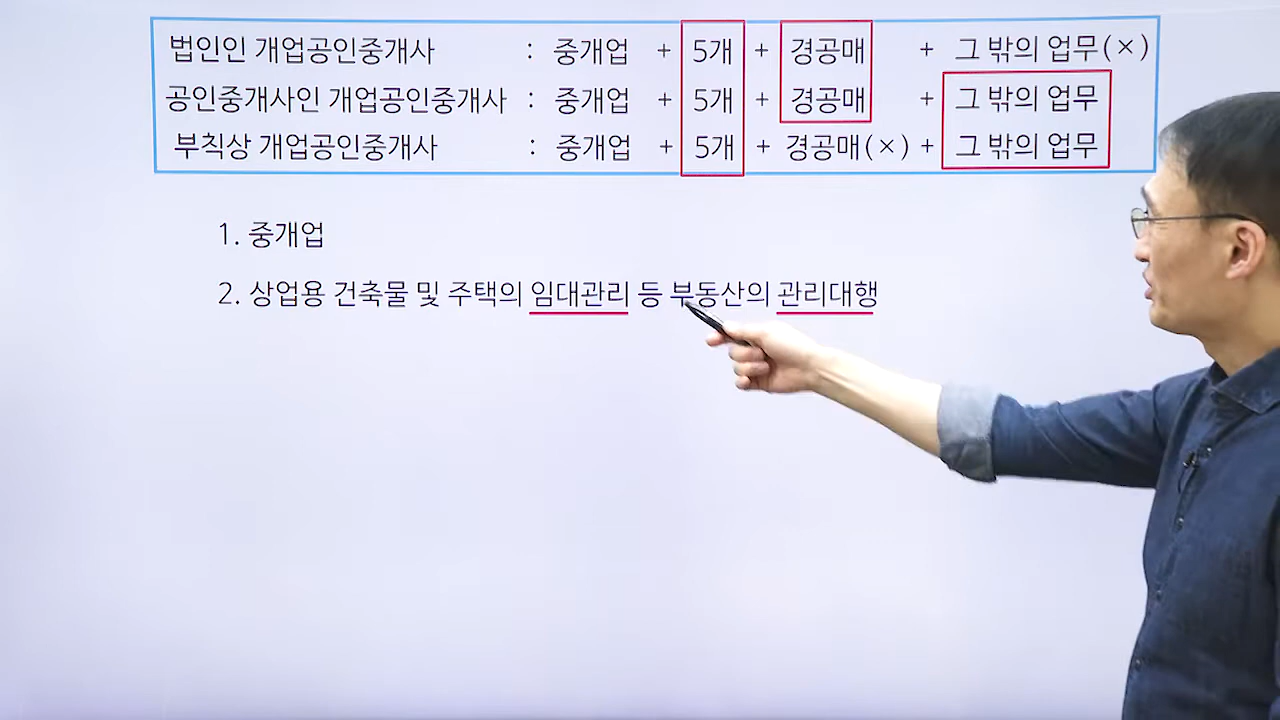 법인인 개업공인중개사 : 중개업 + 5개 + 경공매 + 그 밖의 업무(×)
공인중개사인 개업공인중개사 : 중개업 + 5개 + 경공매 + 그 밖의 업무
부칙상 개업공인중개사 : 중개업 + 5개 + 경공매(×) + 그 밖의 업무
1. 중개업
2. 상업용 건축물 및 주택의 임대관리 등 부동산의 관리대행